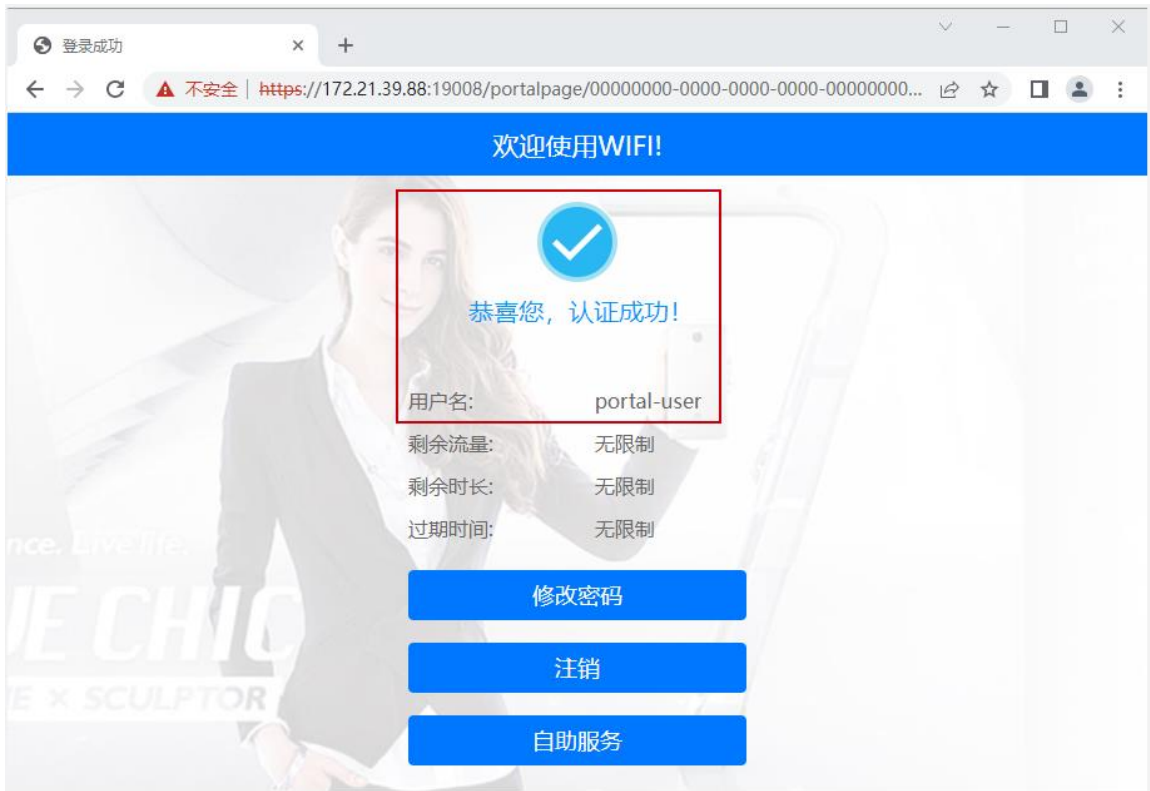 登录成功
不安全 | https://172.21.39.88:19008/portalpage/00000000-0000-0000-0000-00000000...
欢迎使用WIFI!
恭喜您，认证成功！
用户名: portal-user
剩余流量: 无限制
剩余时长: 无限制
过期时间: 无限制
nce. Live life.
UE CHIC
E × SCULPTOR
修改密码
注销
自助服务